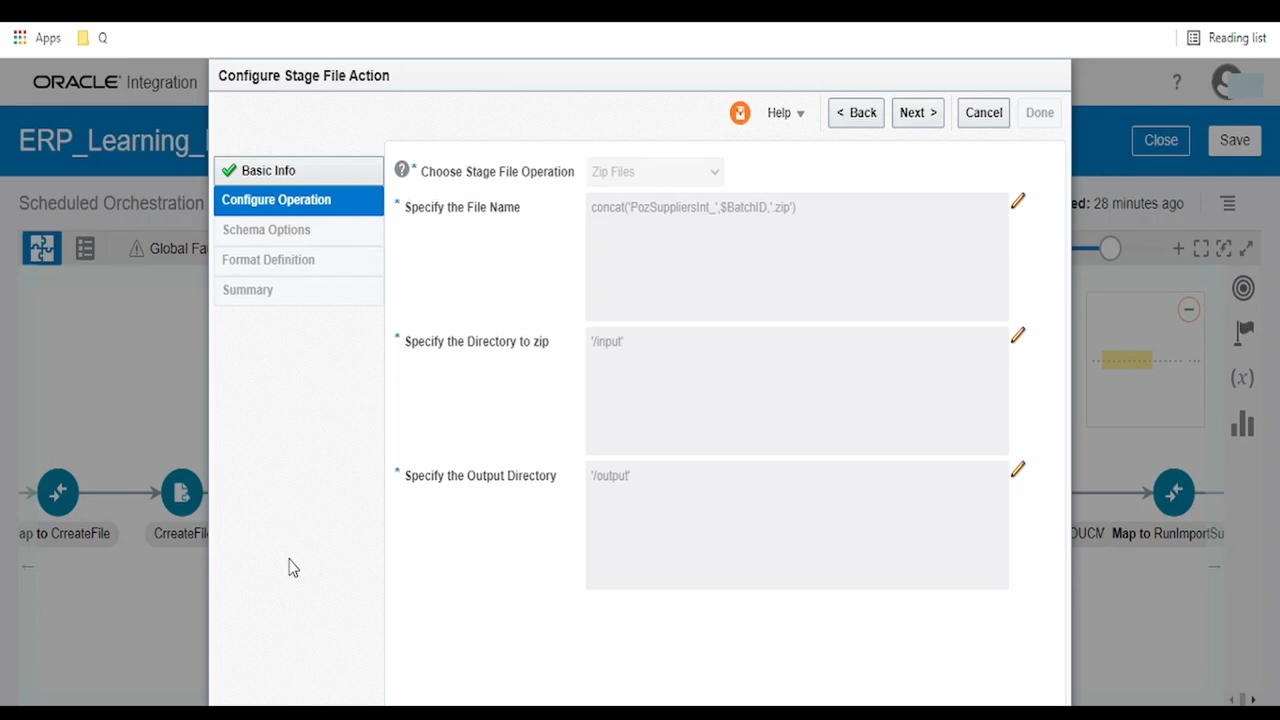 Apps
Q
Reading list
Configure Stage File Action
ORACLE Integration
?
Help
< Back
Next >
Cancel
Done
ERP_Learning_
Close
Save
Basic Info
Configure Operation
Schema Options
Format Definition
Summary
? * Choose Stage File Operation
Zip Files
* Specify the File Name
concat('PozSuppliersInt_',$BatchID,'.zip')
* Specify the Directory to zip
'/input'
* Specify the Output Directory
'/output'
Scheduled Orchestration
ed: 28 minutes ago
Global Fa
(x)
ap to CrreateFile
CrreateFil
DUCM
Map to RunImportSu